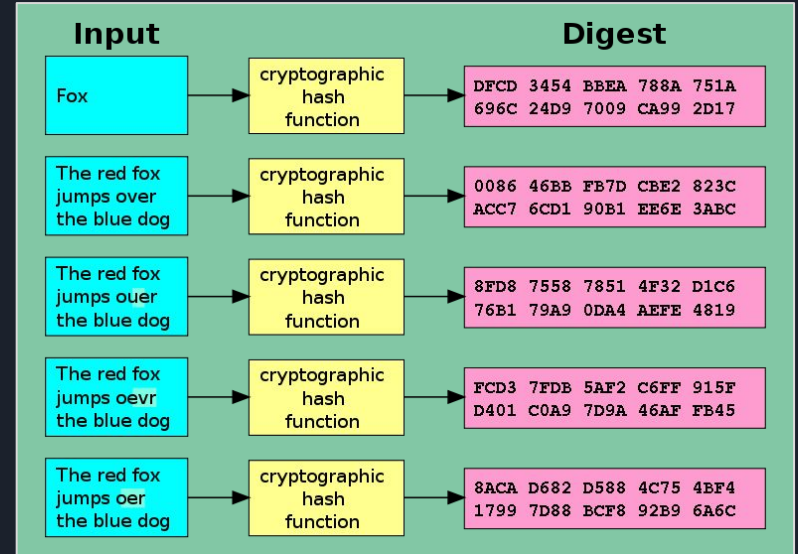 Input
Digest
Fox
cryptographic
hash
function
DFCD 3454 BBEA 788A 751A
696C 24D9 7009 CA99 2D17
The red fox
jumps over
the blue dog
cryptographic
hash
function
0086 46BB FB7D CBE2 823C
ACC7 6CD1 90B1 EE6E 3ABC
The red fox
jumps ouer
the blue dog
cryptographic
hash
function
8FD8 7558 7851 4F32 D1C6
76B1 79A9 0DA4 AEFE 4819
The red fox
jumps oevr
the blue dog
cryptographic
hash
function
FCD3 7FDB 5AF2 C6FF 915F
D401 C0A9 7D9A 46AF FB45
The red fox
jumps oer
the blue dog
cryptographic
hash
function
8ACA D682 D588 4C75 4BF4
1799 7D88 BCF8 92B9 6A6C